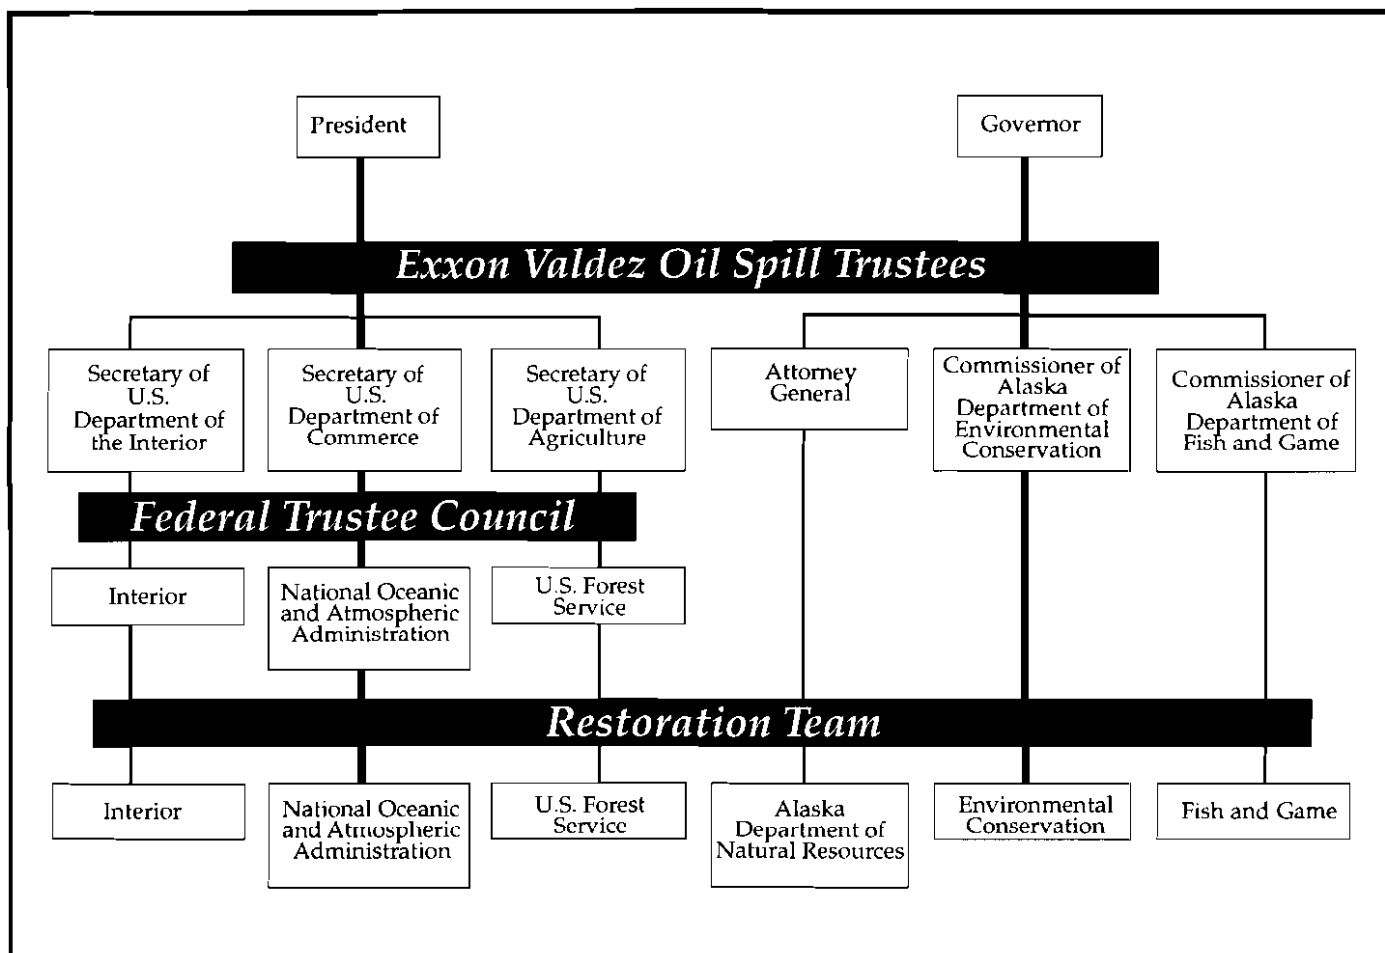 President
Governor
Exxon Valdez Oil Spill Trustees
Secretary of
U.S.
Department of
the Interior
Secretary of
U.S.
Department of
Commerce
Secretary of
U.S.
Department of
Agriculture
Attorney
General
Commissioner of
Alaska
Department of
Environmental
Conservation
Commissioner of
Alaska
Department of
Fish and Game
Federal Trustee Council
Interior
National Oceanic
and Atmospheric
Administration
U.S. Forest
Service
Restoration Team
Interior
National Oceanic
and Atmospheric
Administration
U.S. Forest
Service
Alaska
Department of
Natural Resources
Environmental
Conservation
Fish and Game